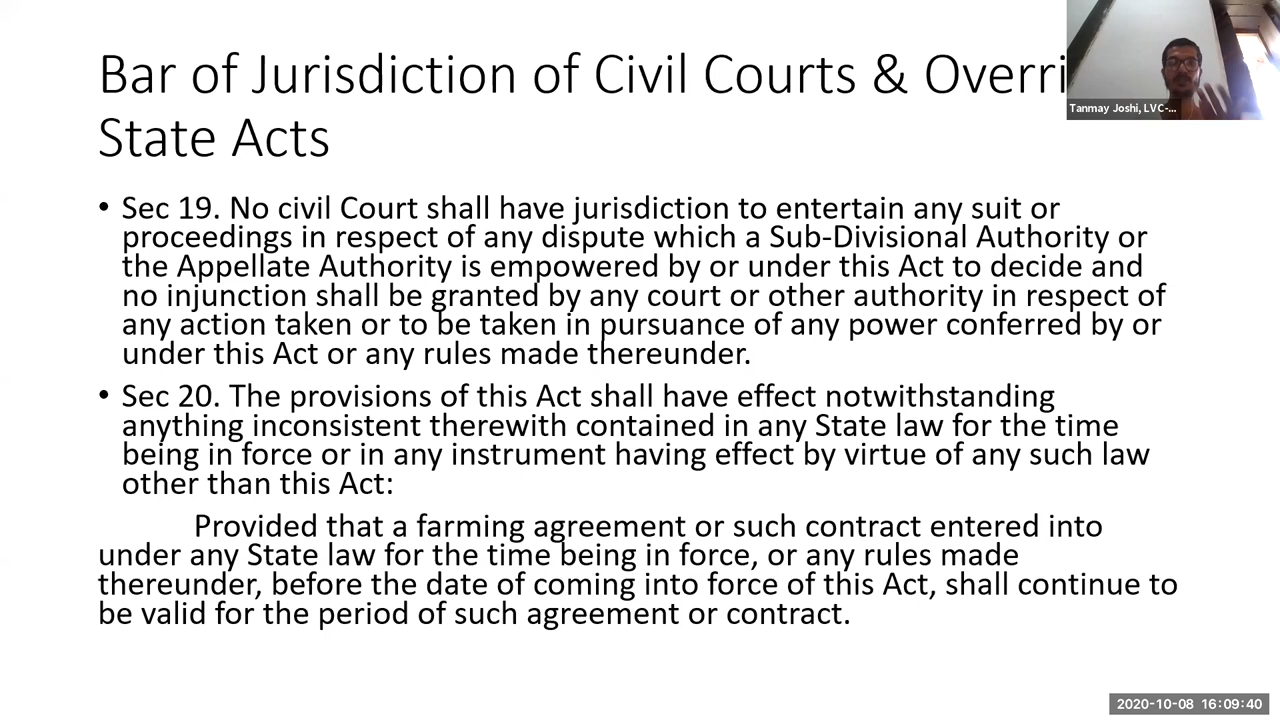 Bar of Jurisdiction of Civil Courts & Overri
State Acts
Tanmay Joshi, LVC-...
• Sec 19. No civil Court shall have jurisdiction to entertain any suit or
proceedings in respect of any dispute which a Sub-Divisional Authority or
the Appellate Authority is empowered by or under this Act to decide and
no injunction shall be granted by any court or other authority in respect of
any action taken or to be taken in pursuance of any power conferred by or
under this Act or any rules made thereunder.
• Sec 20. The provisions of this Act shall have effect notwithstanding
anything inconsistent therewith contained in any State law for the time
being in force or in any instrument having effect by virtue of any such law
other than this Act:
Provided that a farming agreement or such contract entered into
under any State law for the time being in force, or any rules made
thereunder, before the date of coming into force of this Act, shall continue to
be valid for the period of such agreement or contract.
2020-10-08 16:09:40